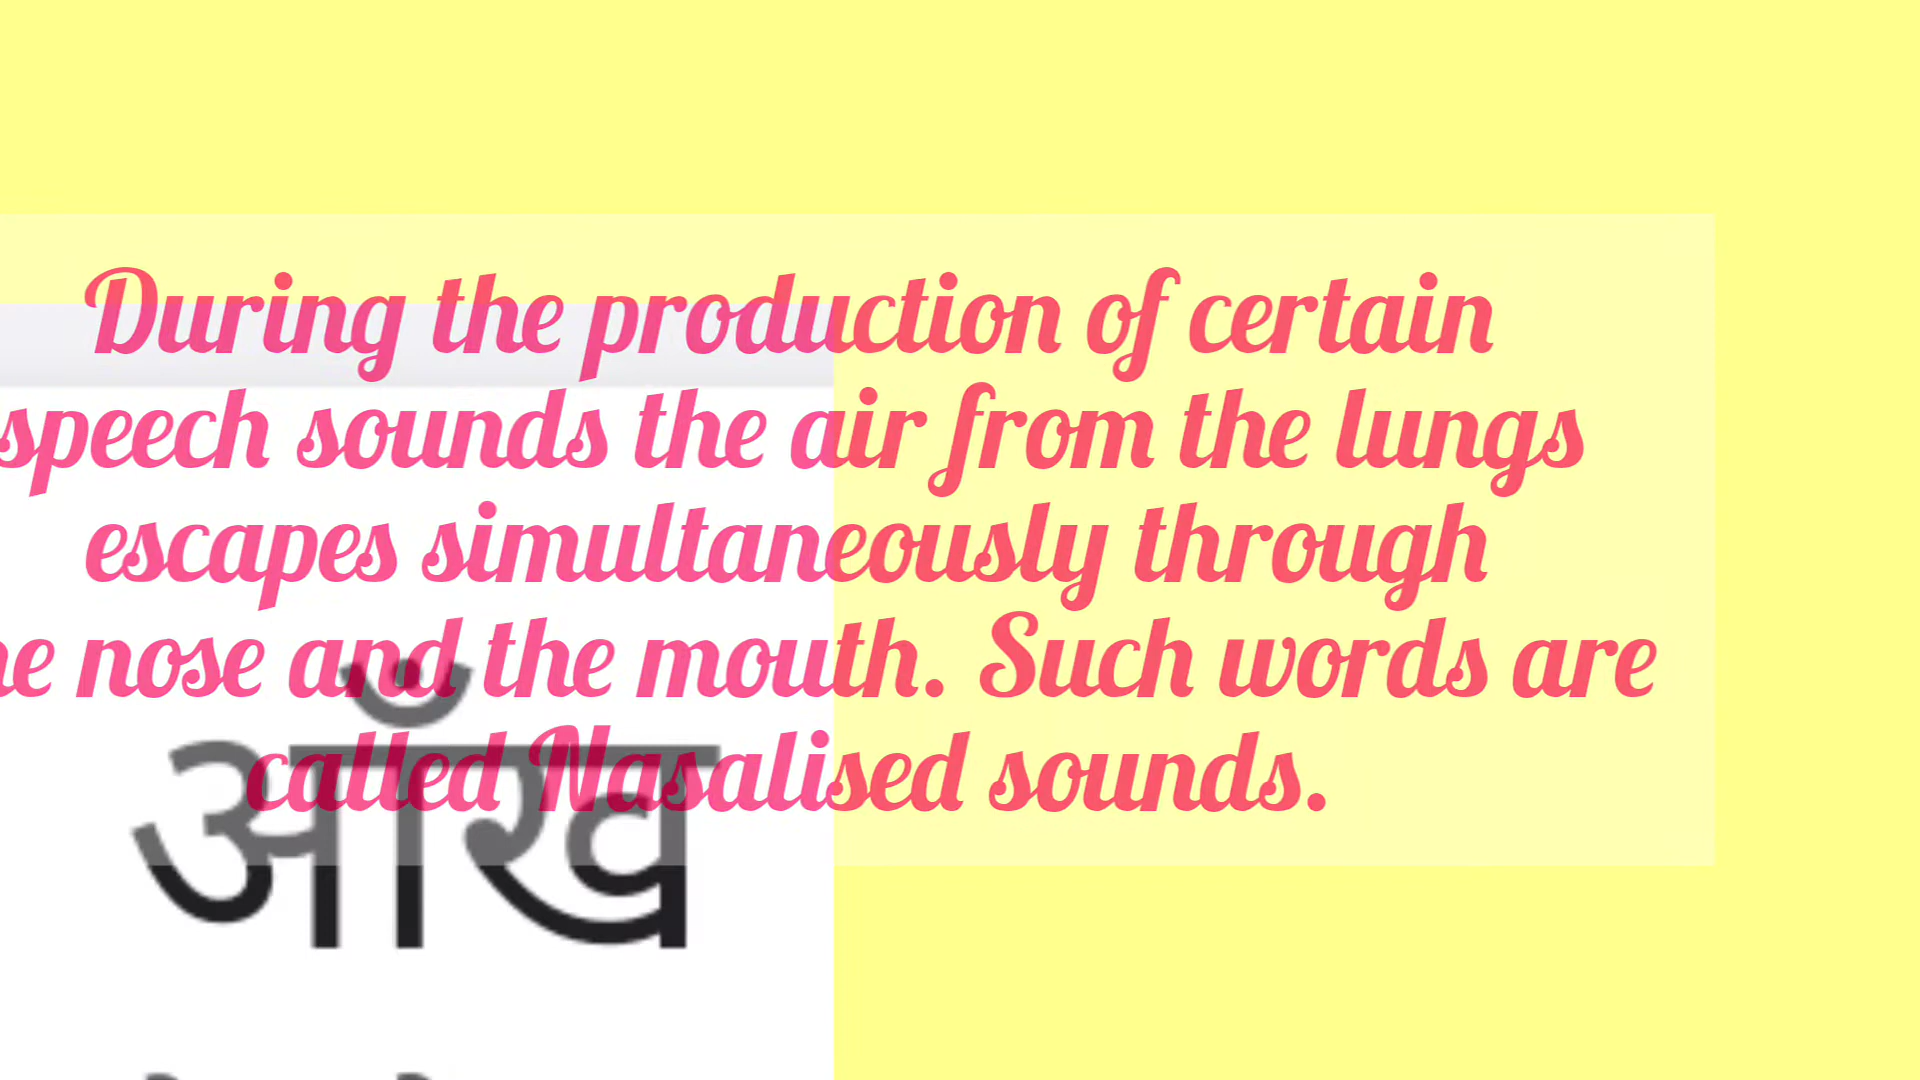 During the production of certain
speech sounds the air from the lungs
escapes simultaneously through
nose and the mouth. Such words are
called Nasalised sounds.
आँख